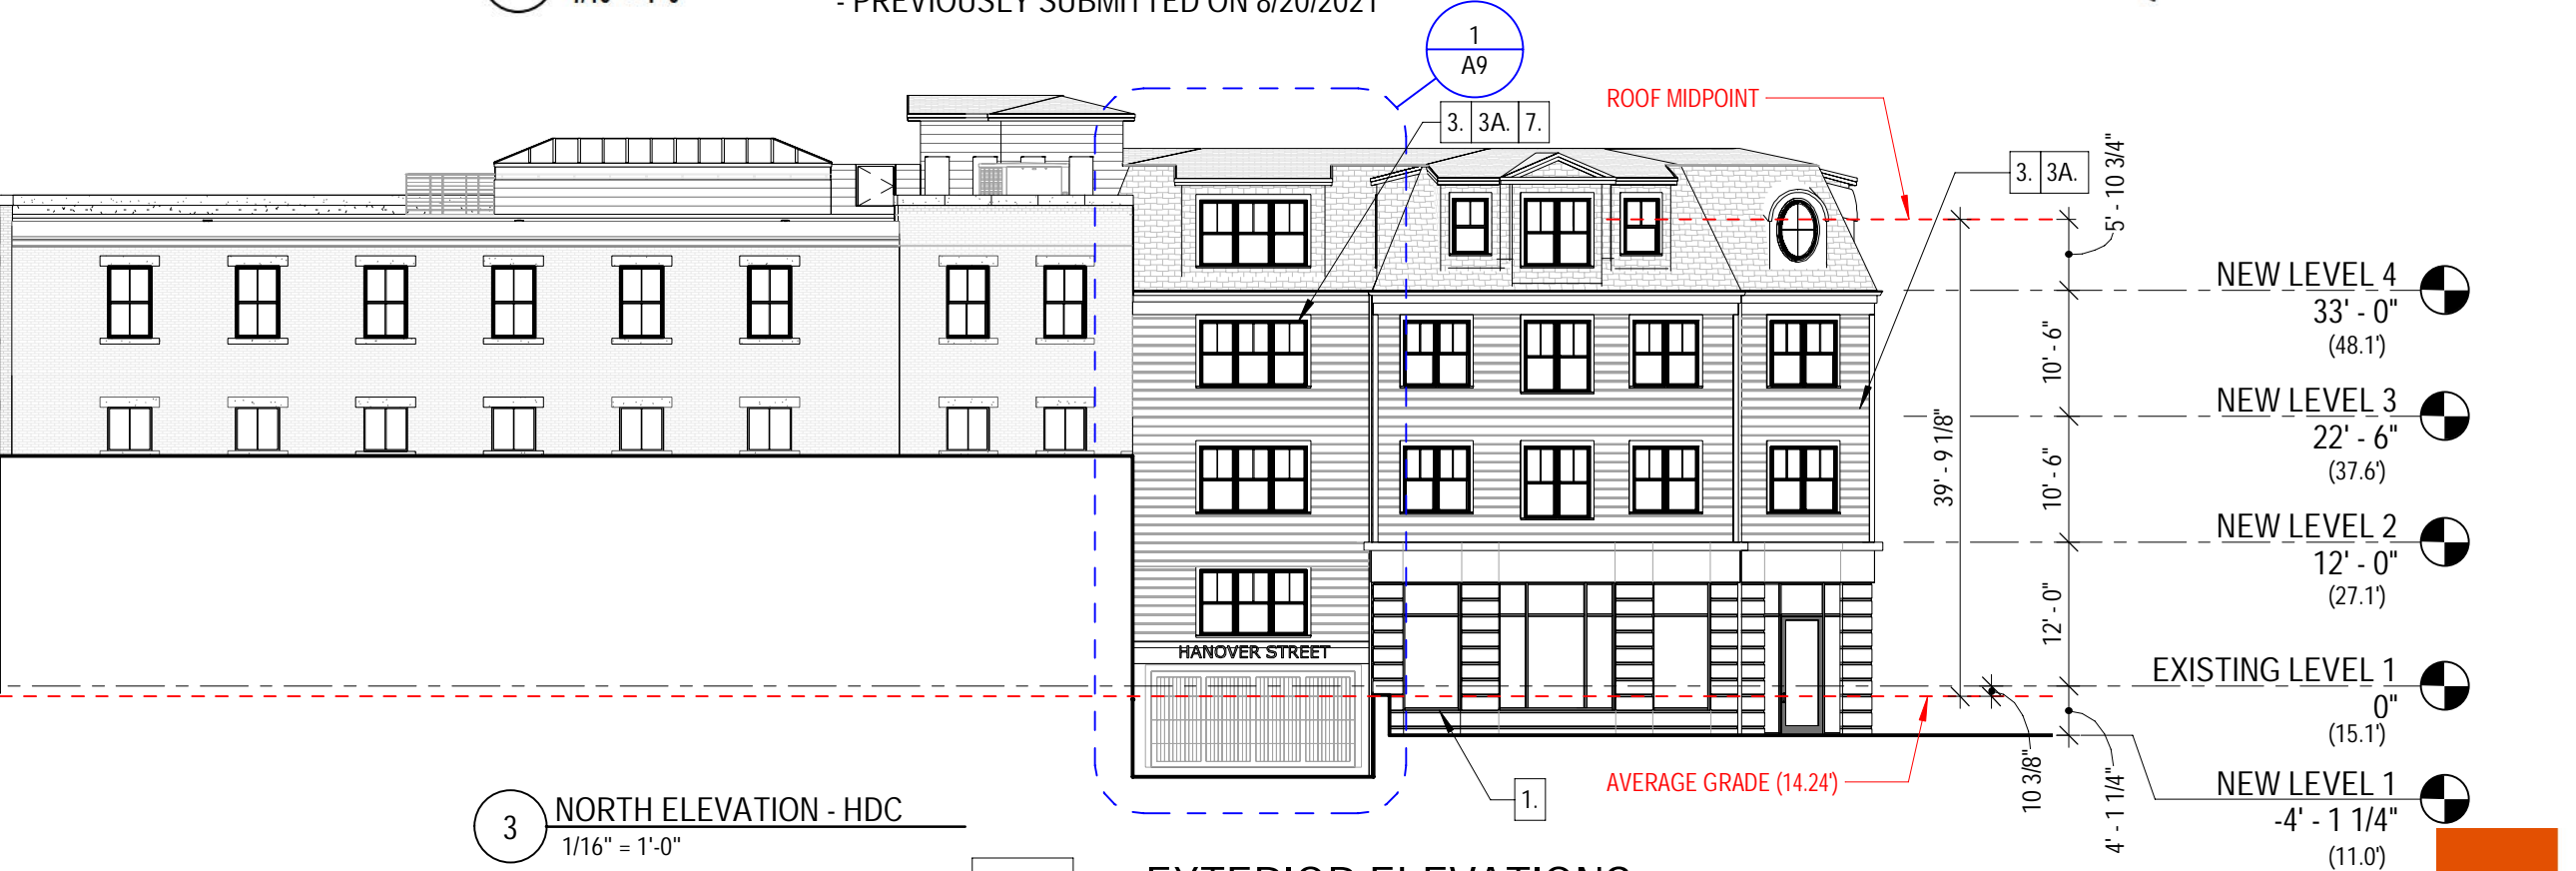 - PREVIOUSLY SUBMITTED ON 8/20/2021
1
A9
ROOF MIDPOINT
3. 3A. 7.
3. 3A.
5' - 10 3/4"
NEW LEVEL 4
33' - 0"
(48.1')
10' - 6"
NEW LEVEL 3
22' - 6"
(37.6')
39' - 9 1/8"
10' - 6"
NEW LEVEL 2
12' - 0"
(27.1')
12' - 0"
HANOVER STREET
EXISTING LEVEL 1
0"
(15.1')
AVERAGE GRADE (14.24')
10 3/8"
4' - 1 1/4"
1.
NEW LEVEL 1
-4' - 1 1/4"
(11.0')
3
NORTH ELEVATION - HDC
1/16" = 1'-0"
EXTERIOR ELEVATIONS